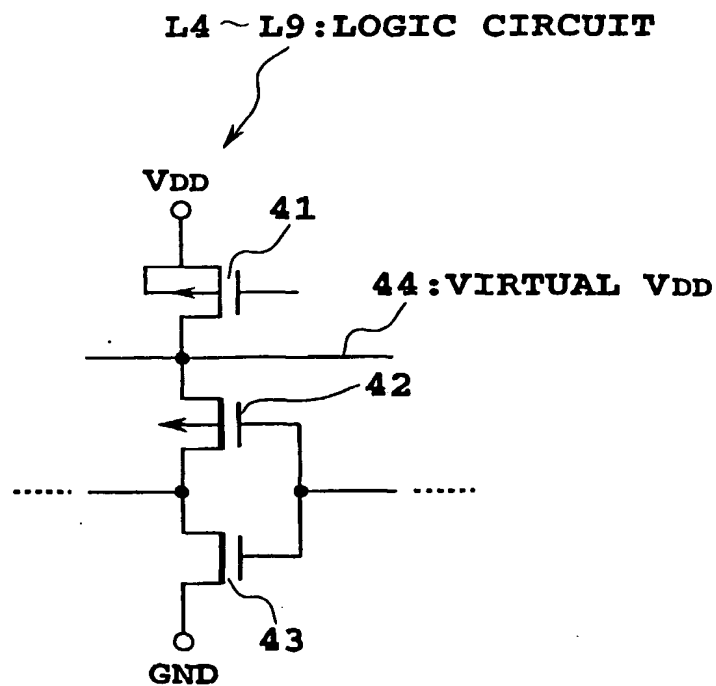 L4~L9:LOGIC CIRCUIT
VDD
41
44:VIRTUAL VDD
42
43
GND